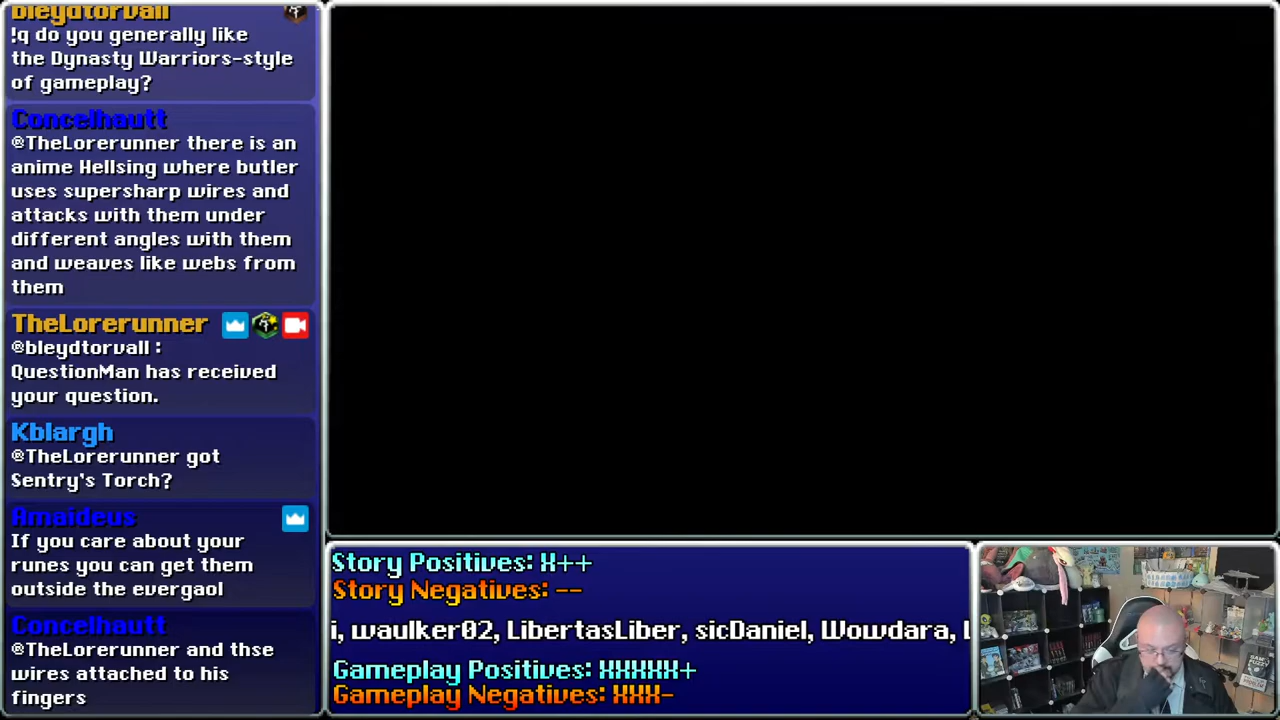 bleydtorvall
!q do you generally like
the Dynasty Warriors-style
of gameplay?
Concelhautt
@TheLorerunner there is an
anime Hellsing where butler
uses supersharp wires and
attacks with them under
different angles with them
and weaves like webs from
them
TheLorerunner
@bleydtorvall :
QuestionMan has received
your question.
Kblargh
@TheLorerunner got
Sentry's Torch?
Amaideus
If you care about your
runes you can get them
outside the evergaol
Concelhautt
@TheLorerunner and thse
wires attached to his
fingers
Story Positives: X++
Story Negatives: --
i, waulker02, LibertasLiber, sicDaniel, Wowdara, L
Gameplay Positives: XXXXX+
Gameplay Negatives: XXX-